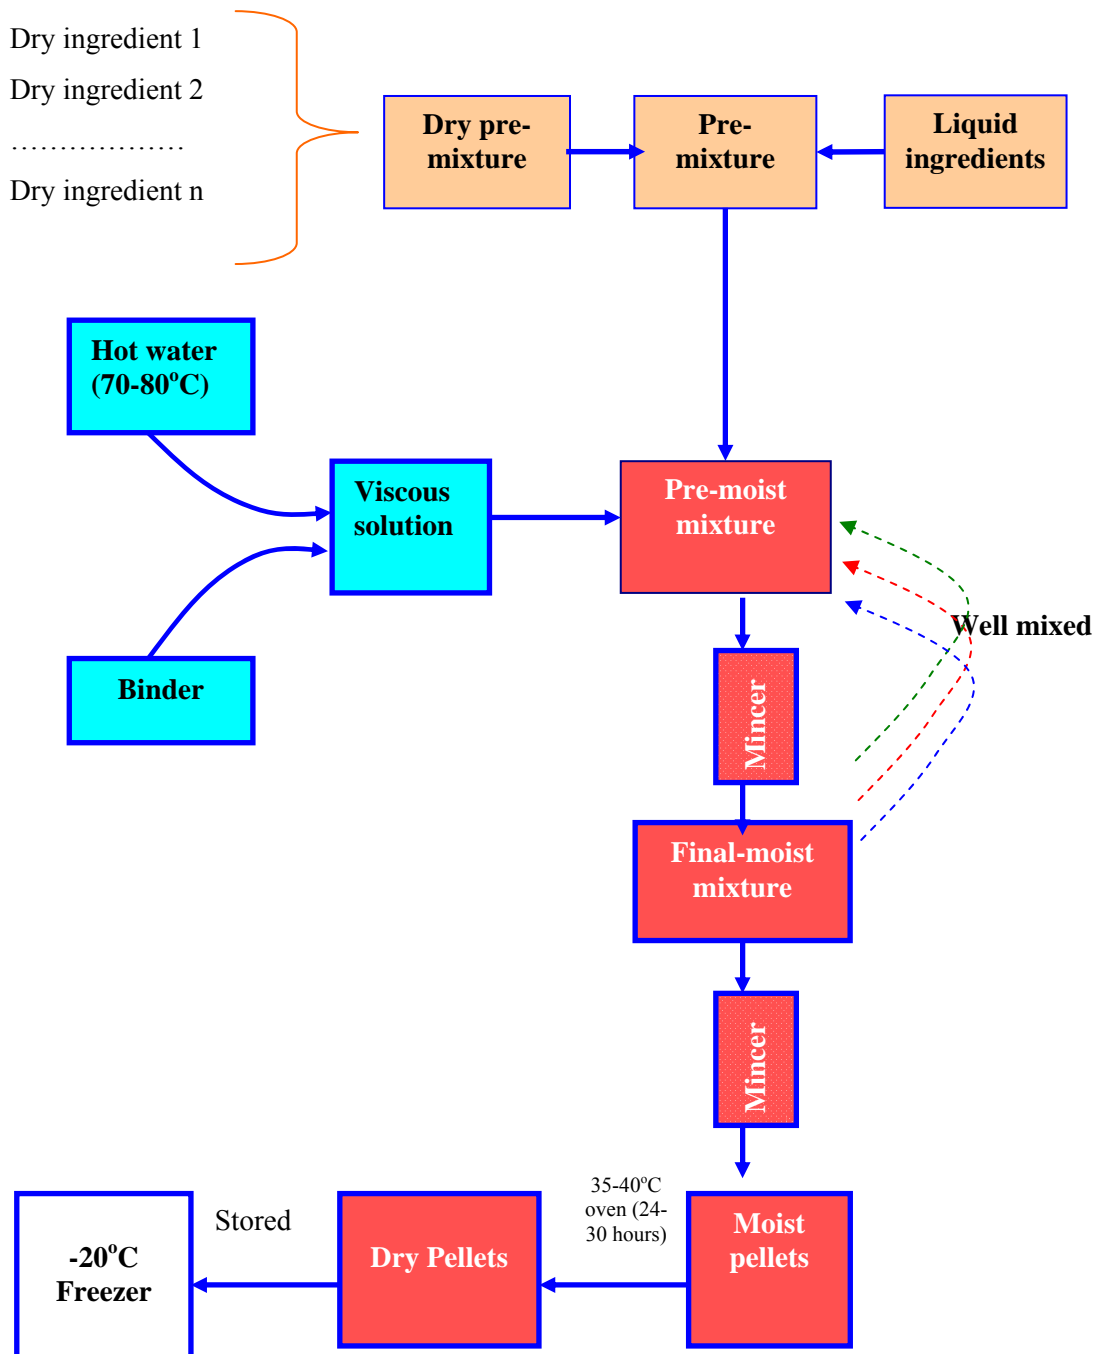 Dry ingredient 1
Dry ingredient 2
………………
Dry ingredient n
Dry pre-
mixture
Pre-
mixture
Liquid
ingredients
Hot water
(70-80°C)
Viscous
solution
Pre-moist
mixture
Well mixed
Binder
Mincer
Final-moist
mixture
Mincer
35-40°C
oven (24-
30 hours)
Moist
pellets
Dry Pellets
Stored
-20°C
Freezer